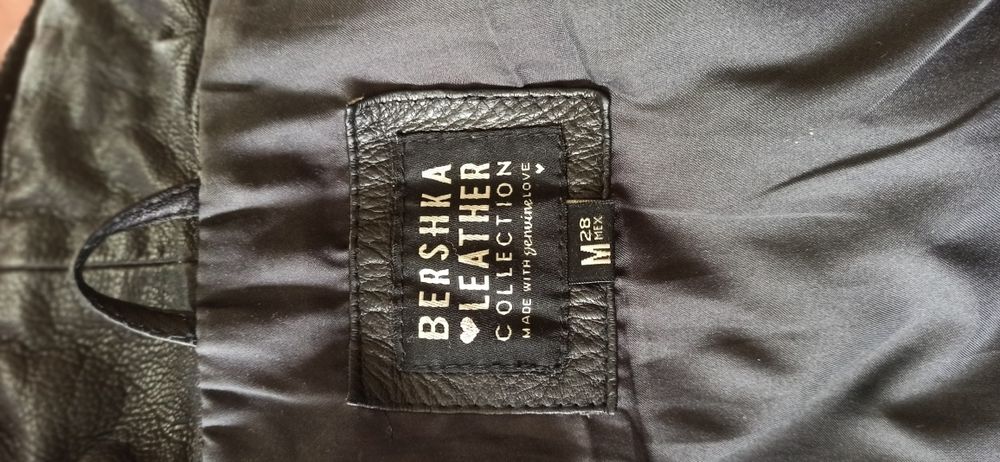 BERSHKA
LEATHER
COLLECTION
MADE WITH genuine LOVE
M 28
MEX